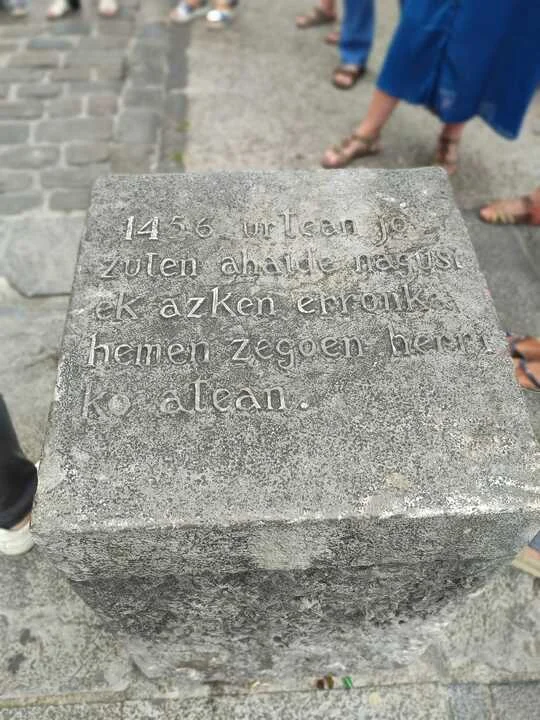 1456 urtean jo
zuten ahaide nagusi
ek azken erronka
hemen zegoen herri
ko atean.